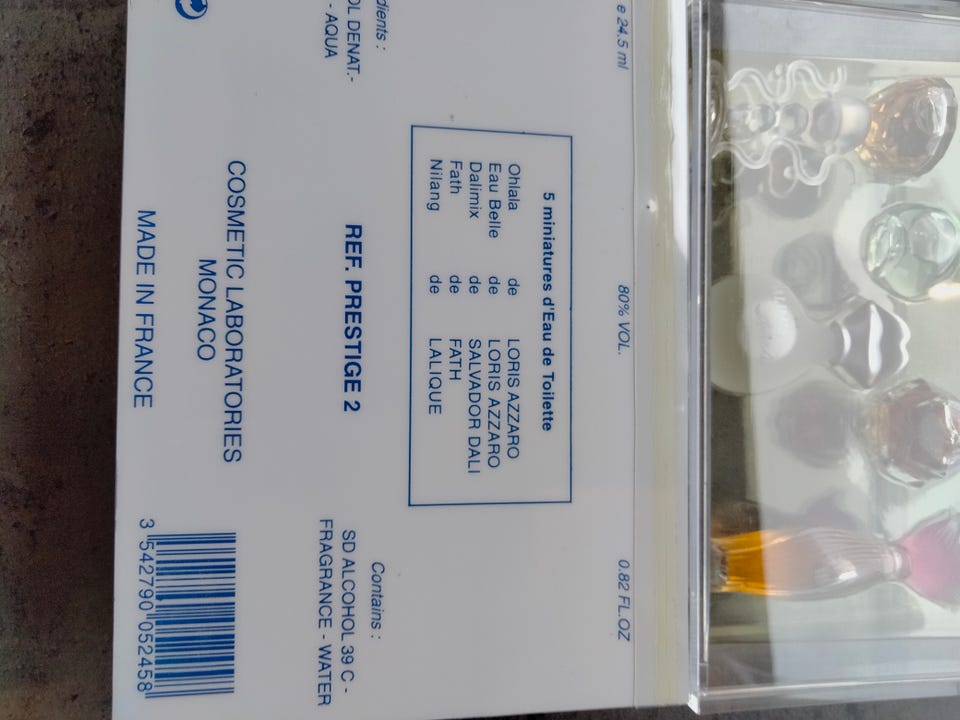 e 24.5 ml 80% VOL. 0.82 FL.OZ
5 miniatures d'Eau de Toilette
Ohlala de LORIS AZZARO
Eau Belle de LORIS AZZARO
Dalimix de SALVADOR DALI
Fath de FATH
Nilang de LALIQUE
dients :
OL DENAT.-
- AQUA
REF. PRESTIGE 2
Contains :
SD ALCOHOL 39 C -
FRAGRANCE - WATER
COSMETIC LABORATORIES
MONACO
MADE IN FRANCE
3 542790 052458